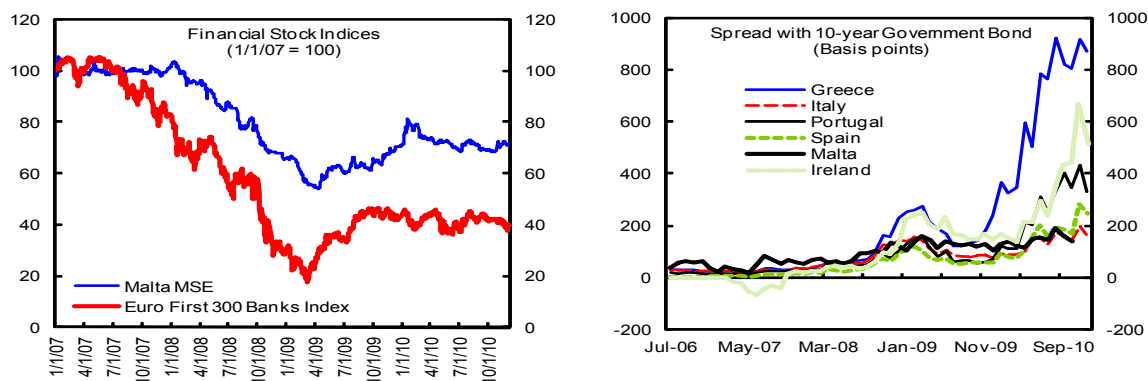 Financial Stock Indices
(1/1/07 = 100)
120
100
80
60
40
20
0
120
100
80
60
40
20
0
Malta MSE
Euro First 300 Banks Index
1/1/07
4/1/07
7/1/07
10/1/07
1/1/08
4/1/08
7/1/08
10/1/08
1/1/09
4/1/09
7/1/09
10/1/09
1/1/10
4/1/10
7/1/10
10/1/10
Spread with 10-year Government Bond
(Basis points)
1000
800
600
400
200
0
-200
1000
800
600
400
200
0
-200
Greece
Italy
Portugal
Spain
Malta
Ireland
Jul-06
May-07
Mar-08
Jan-09
Nov-09
Sep-10